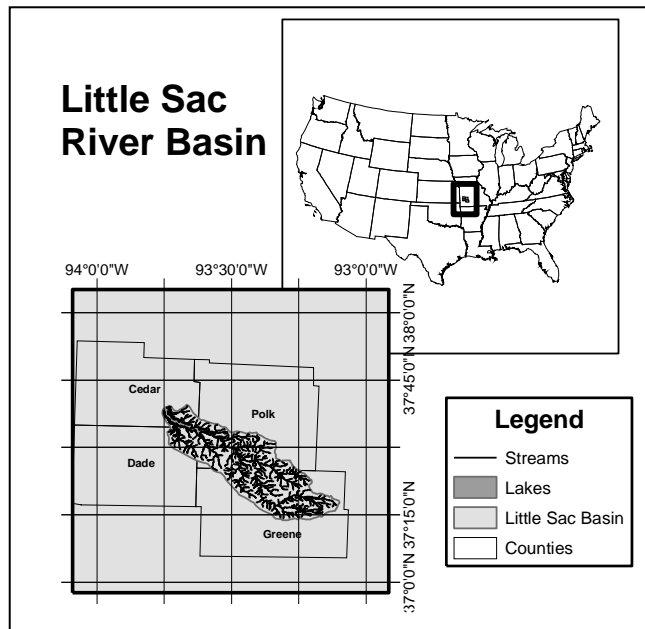 Little Sac
River Basin
94°0'0"W
93°30'0"W
93°0'0"W
38°0'0"N
37°45'0"N
37°15'0"N
37°0'0"N
Cedar
Polk
Dade
Greene
Legend
Streams
Lakes
Little Sac Basin
Counties